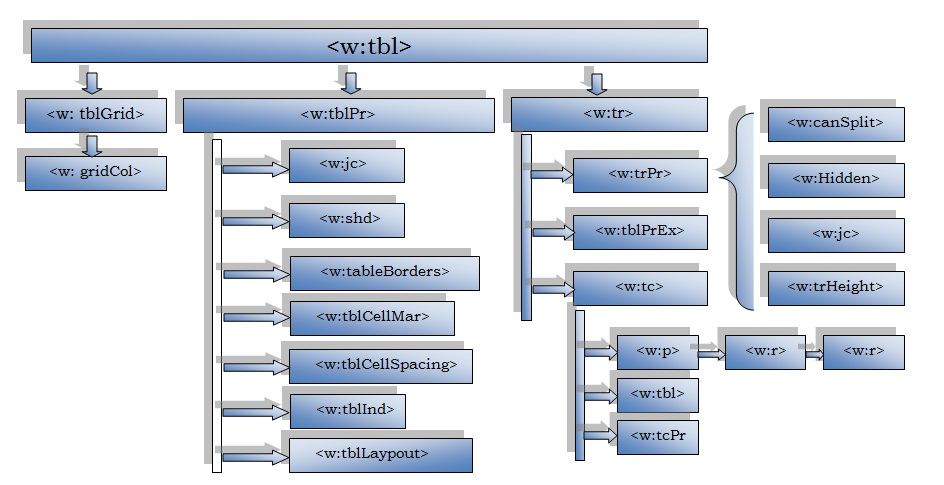 <w:tbl>
<w: tblGrid>
<w: gridCol>
<w:tblPr>
<w:jc>
<w:shd>
<w:tableBorders>
<w:tblCellMar>
<w:tblCellSpacing>
<w:tblInd>
<w:tblLaypout>
<w:tr>
<w:trPr>
<w:tblPrEx>
<w:tc>
<w:canSplit>
<w:Hidden>
<w:jc>
<w:trHeight>
<w:p>
<w:r>
<w:r>
<w:tbl>
<w:tcPr